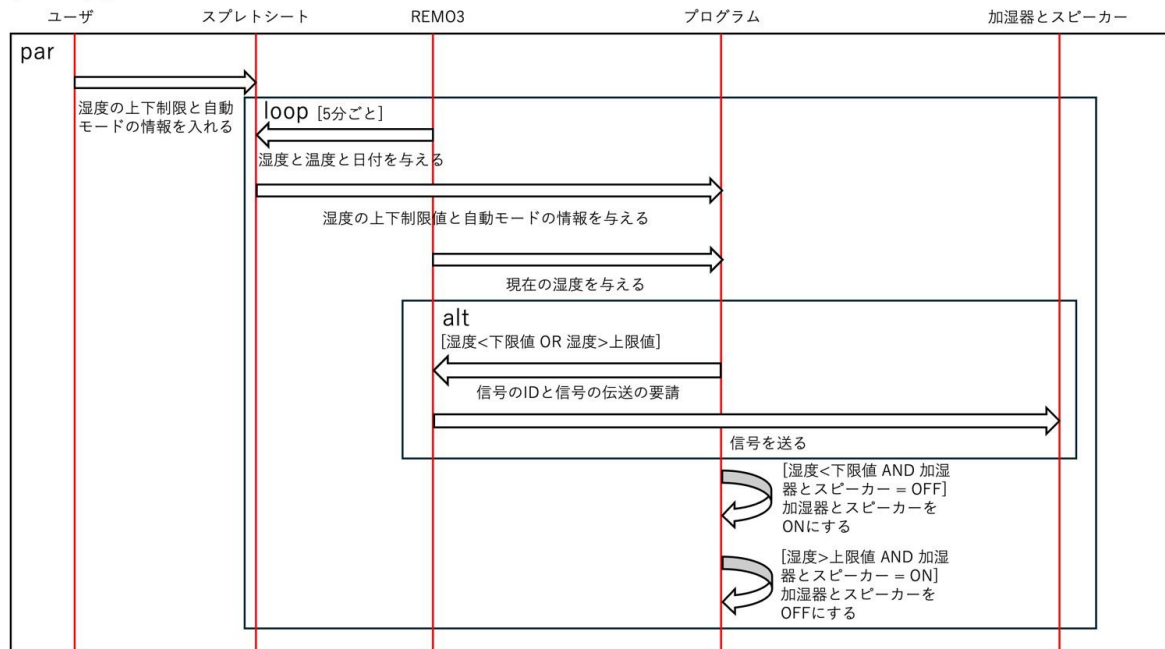 ユーザ
スプレトシート
REMO3
プログラム
加湿器とスピーカー
par
湿度の上下制限と自動
モードの情報を入れる
loop [5分ごと]
湿度と温度と日付を与える
湿度の上下制限値と自動モードの情報を与える
現在の湿度を与える
alt
[湿度<下限値 OR 湿度>上限値]
信号のIDと信号の伝送の要請
信号を送る
[湿度<下限値 AND 加湿
器とスピーカー = OFF]
加湿器とスピーカーを
ONにする
[湿度>上限値 AND 加湿
器とスピーカー = ON]
加湿器とスピーカーを
OFFにする